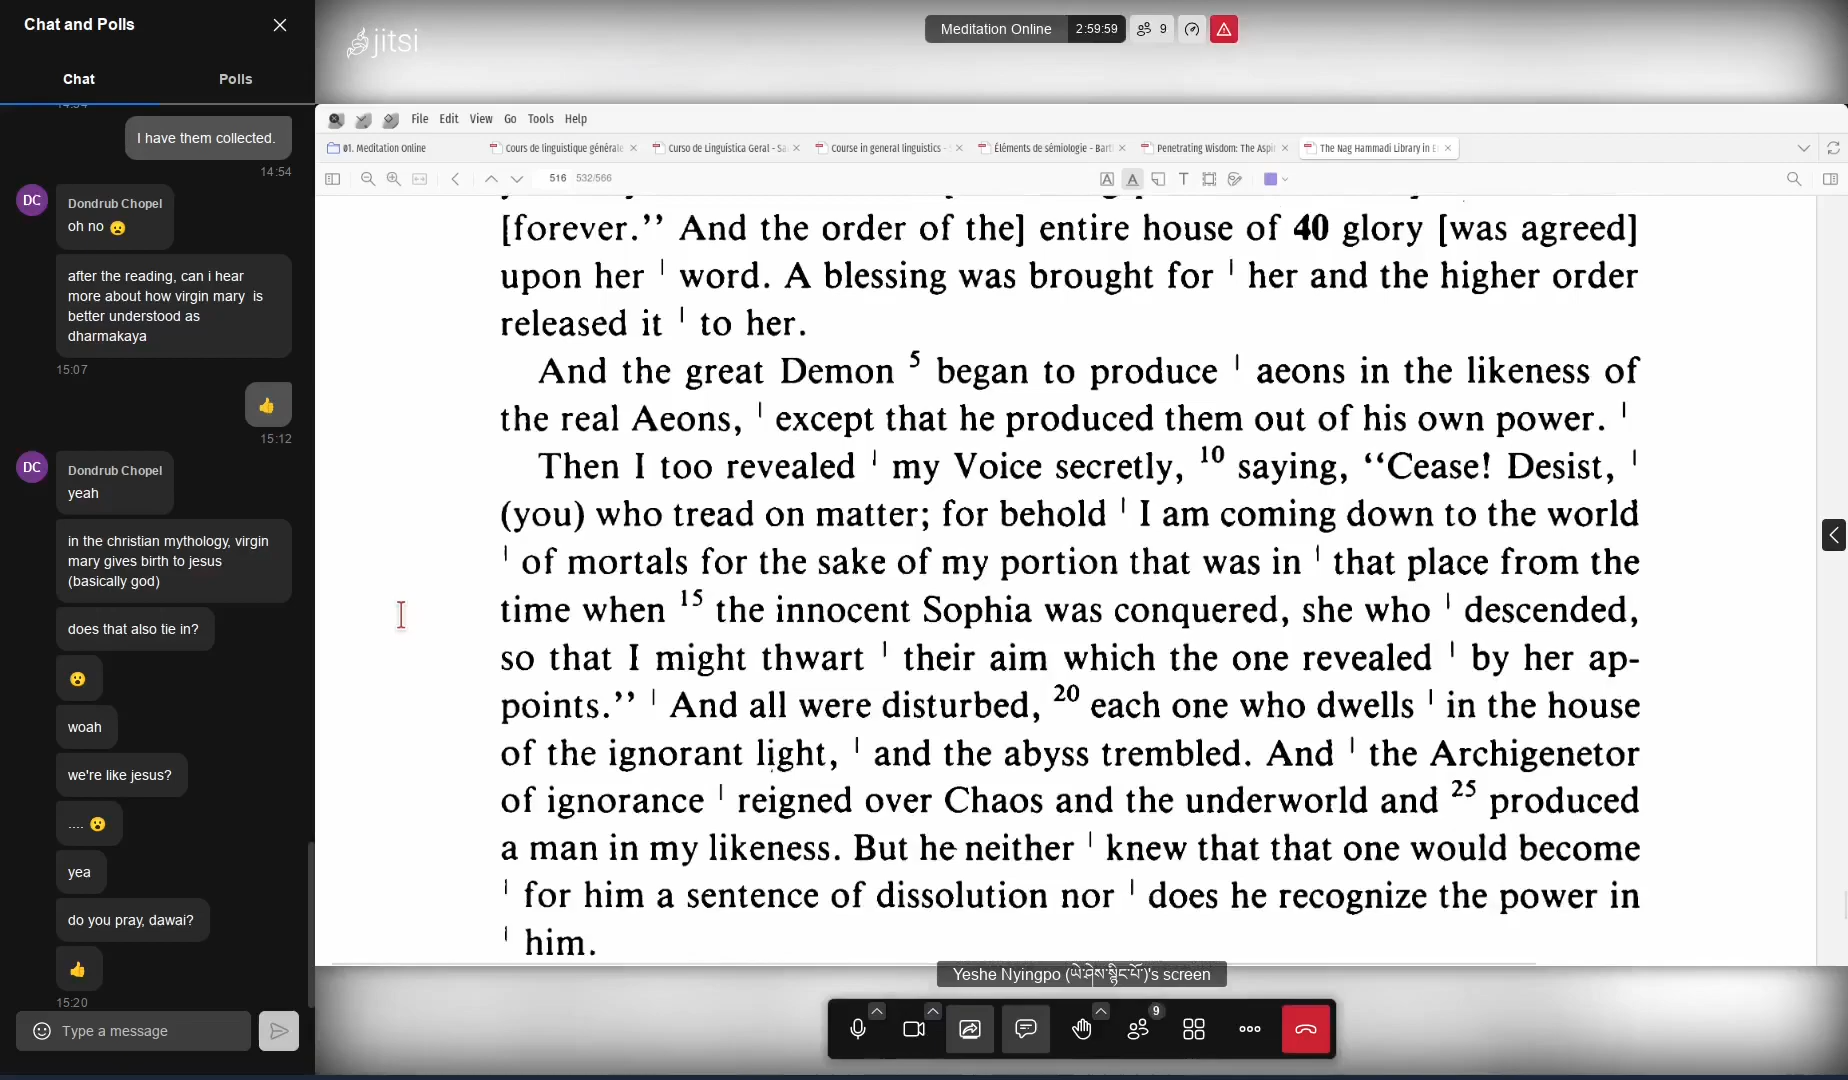 Chat and Polls
Chat
Polls
14:54
I have them collected.
14:54
DC
Dondrub Chopel
oh no 😦
after the reading, can i hear
more about how virgin mary is
better understood as
dharmakaya
15:07
👍
15:12
DC
Dondrub Chopel
yeah
in the christian mythology, virgin
mary gives birth to jesus
(basically god)
does that also tie in?
😮
woah
we're like jesus?
.... 😮
yea
do you pray, dawai?
👍
15:20
Type a message
jitsi
Meditation Online
2:59:59
9
File Edit View Go Tools Help
01. Meditation Online
Cours de linguistique générale
Curso de Linguística Geral - Sa
Course in general linguistics -
Éléments de sémiologie - Bart
Penetrating Wisdom: The Aspi
The Nag Hammadi Library in E
516
532/566
[forever.’’ And the order of the] entire house of 40 glory [was agreed]
upon her | word. A blessing was brought for | her and the higher order
released it | to her.
And the great Demon 5 began to produce | aeons in the likeness of
the real Aeons, | except that he produced them out of his own power. |
Then I too revealed | my Voice secretly, 10 saying, ‘‘Cease! Desist, |
(you) who tread on matter; for behold | I am coming down to the world
| of mortals for the sake of my portion that was in | that place from the
time when 15 the innocent Sophia was conquered, she who | descended,
so that I might thwart | their aim which the one revealed | by her ap-
points.’’ | And all were disturbed, 20 each one who dwells | in the house
of the ignorant light, | and the abyss trembled. And | the Archigenetor
of ignorance | reigned over Chaos and the underworld and 25 produced
a man in my likeness. But he neither | knew that that one would become
| for him a sentence of dissolution nor | does he recognize the power in
| him.
Yeshe Nyingpo (ཡེ་ཤེས་སྙིང་པོ་)'s screen
9